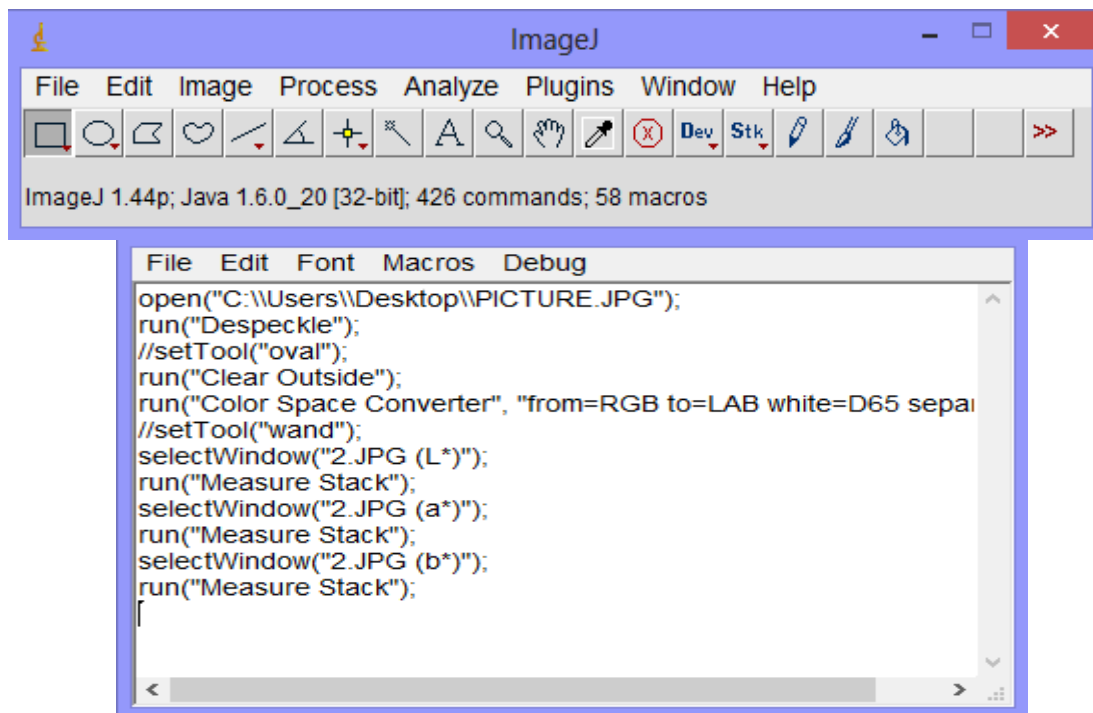 ImageJ
File Edit Image Process Analyze Plugins Window Help
A Dev Stk >>
ImageJ 1.44p; Java 1.6.0_20 [32-bit]; 426 commands; 58 macros
File Edit Font Macros Debug
open("C:\\Users\\Desktop\\PICTURE.JPG");
run("Despeckle");
//setTool("oval");
run("Clear Outside");
run("Color Space Converter", "from=RGB to=LAB white=D65 separ
//setTool("wand");
selectWindow("2.JPG (L*)");
run("Measure Stack");
selectWindow("2.JPG (a*)");
run("Measure Stack");
selectWindow("2.JPG (b*)");
run("Measure Stack");